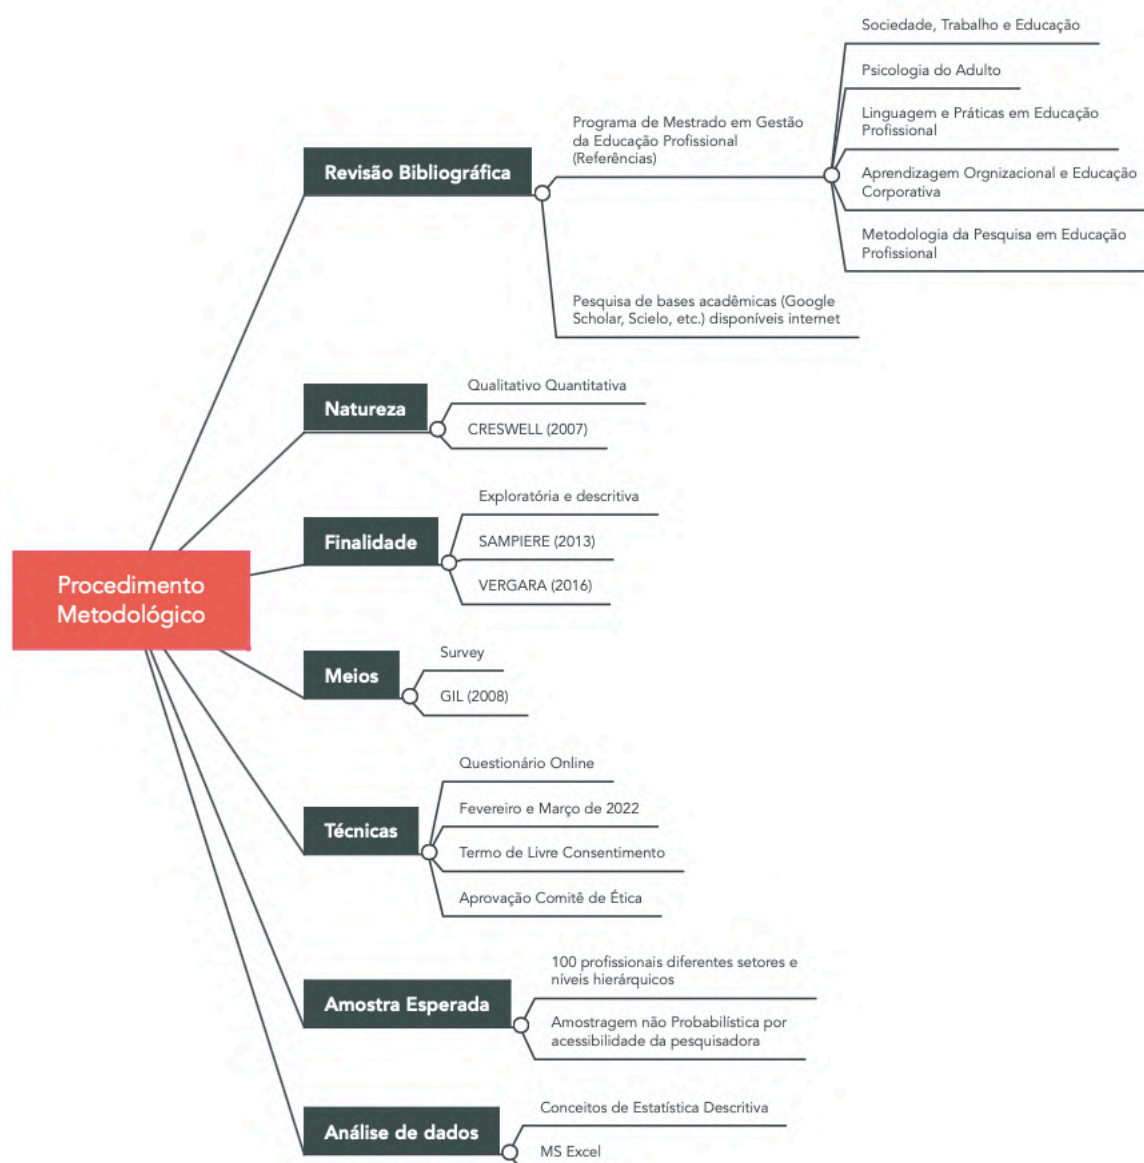 Procedimento
Metodológico
Revisão Bibliográfica
Programa de Mestrado em Gestão
da Educação Profissional
(Referências)
Sociedade, Trabalho e Educação
Psicologia do Adulto
Linguagem e Práticas em Educação
Profissional
Aprendizagem Orgnizacional e Educação
Corporativa
Metodologia da Pesquisa em Educação
Profissional
Pesquisa de bases acadêmicas (Google
Scholar, Scielo, etc.) disponíveis internet
Natureza
Qualitativo Quantitativa
CRESWELL (2007)
Finalidade
Exploratória e descritiva
SAMPIERE (2013)
VERGARA (2016)
Meios
Survey
GIL (2008)
Técnicas
Questionário Online
Fevereiro e Março de 2022
Termo de Livre Consentimento
Aprovação Comitê de Ética
Amostra Esperada
100 profissionais diferentes setores e
níveis hierárquicos
Amostragem não Probabilística por
acessibilidade da pesquisadora
Análise de dados
Conceitos de Estatística Descritiva
MS Excel